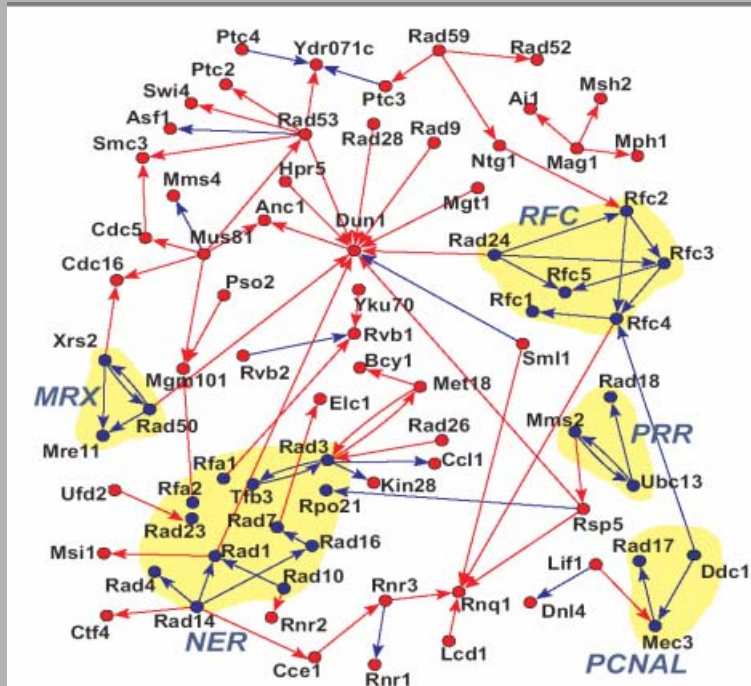 Ptc4
Ydr071c
Rad59
Rad52
Ptc2
Ptc3
Swi4
Msh2
Asf1
Rad53
Rad28
Rad9
Mph1
Smc3
Ntg1
Mag1
Mms4
Hpr5
Anc1
Dun1
Mgt1
RFC
Rfc2
Cdc5
Mus81
Rad24
Rfc3
Cdc16
Rfc5
Pso2
Rfc1
Yku70
Rfc4
Xrs2
Rvb1
Sml1
Rvb2
Bcy1
MRX
Mgm101
Met18
Rad18
Rad50
Elc1
Mms2
PRR
Mre11
Rad26
Rfa1
Rad3
Ccl1
Ufd2
Rfa2
Tfb3
Kin28
Ubc13
Rad23
Rad7
Rpo21
Rsp5
Msi1
Rad1
Rad16
Rad17
Ddc1
Rad4
Rad10
Lif1
Rnr3
Rnq1
Dnl4
Ctf4
Rad14
Rnr2
Mec3
NER
Cce1
Lcd1
Rnr1
PCNAL